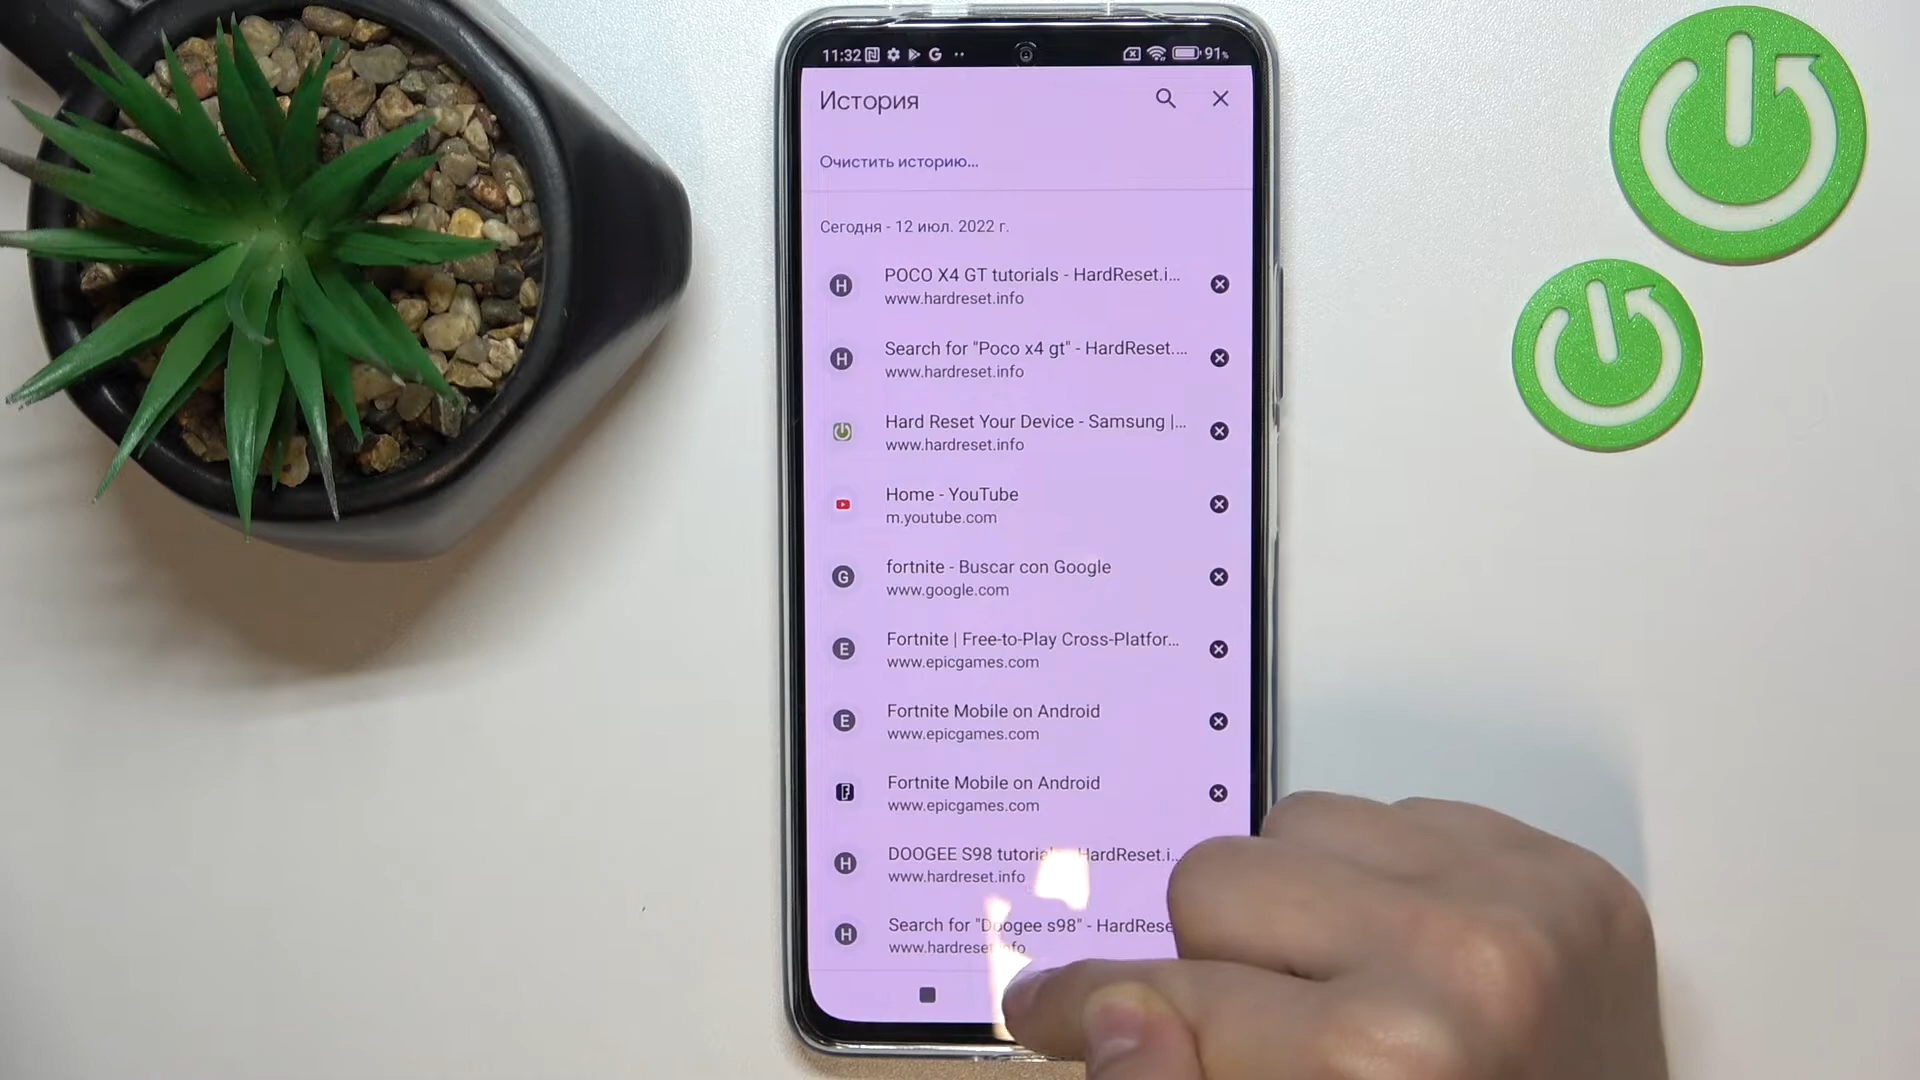 11:32 G 91%
История
Очистить историю...
Сегодня - 12 июл. 2022 г.
H POCO X4 GT tutorials - HardReset.i...
www.hardreset.info
H Search for "Poco x4 gt" - HardReset....
www.hardreset.info
Hard Reset Your Device - Samsung |...
www.hardreset.info
Home - YouTube
m.youtube.com
G fortnite - Buscar con Google
www.google.com
E Fortnite | Free-to-Play Cross-Platfor...
www.epicgames.com
E Fortnite Mobile on Android
www.epicgames.com
F Fortnite Mobile on Android
www.epicgames.com
H DOOGEE S98 tutorials - HardReset.i...
www.hardreset.info
H Search for "Doogee s98" - HardRese
www.hardreset.info